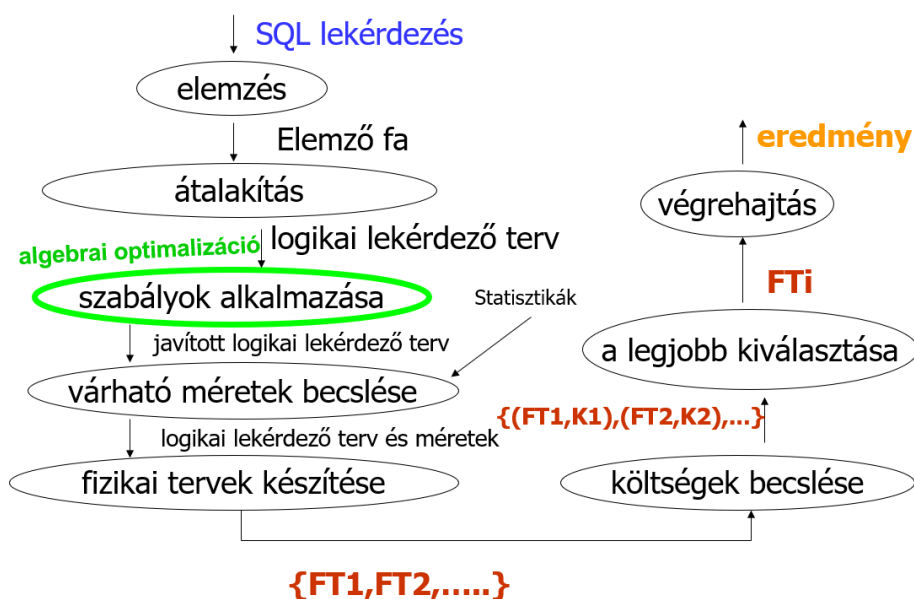 SQL lekérdezés
elemzés
Elemző fa
átalakítás
algebrai optimalizáció
logikai lekérdező terv
szabályok alkalmazása
Statisztikák
javított logikai lekérdező terv
várható méretek becslése
logikai lekérdező terv és méretek
fizikai tervek készítése
{FT1,FT2,.....}
költségek becslése
{(FT1,K1),(FT2,K2),...}
a legjobb kiválasztása
FTi
végrehajtás
eredmény